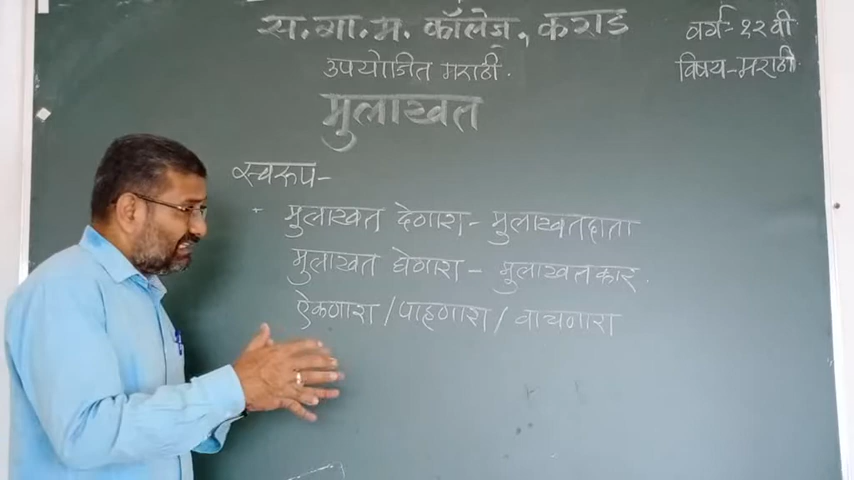 स.गा.म. कॉलेज, कराड
वर्ग-१२वी
उपयोजित मराठी.
विषय-मराठी
मुलाखत
स्वरूप-
मुलाखत देणारा- मुलाखतदाता
मुलाखत घेणारा- मुलाखतकार.
ऐकणारा/पाहणारा/वाचणारा